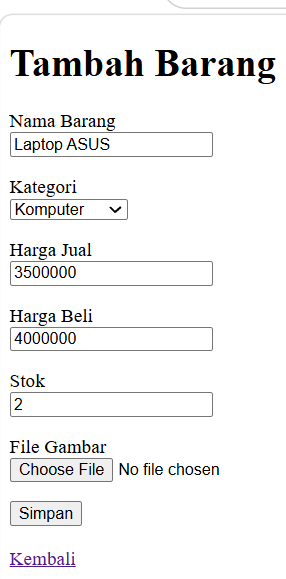 Tambah Barang
Nama Barang
Laptop ASUS
Kategori
Komputer
Harga Jual
3500000
Harga Beli
4000000
Stok
2
File Gambar
Choose File No file chosen
Simpan
Kembali